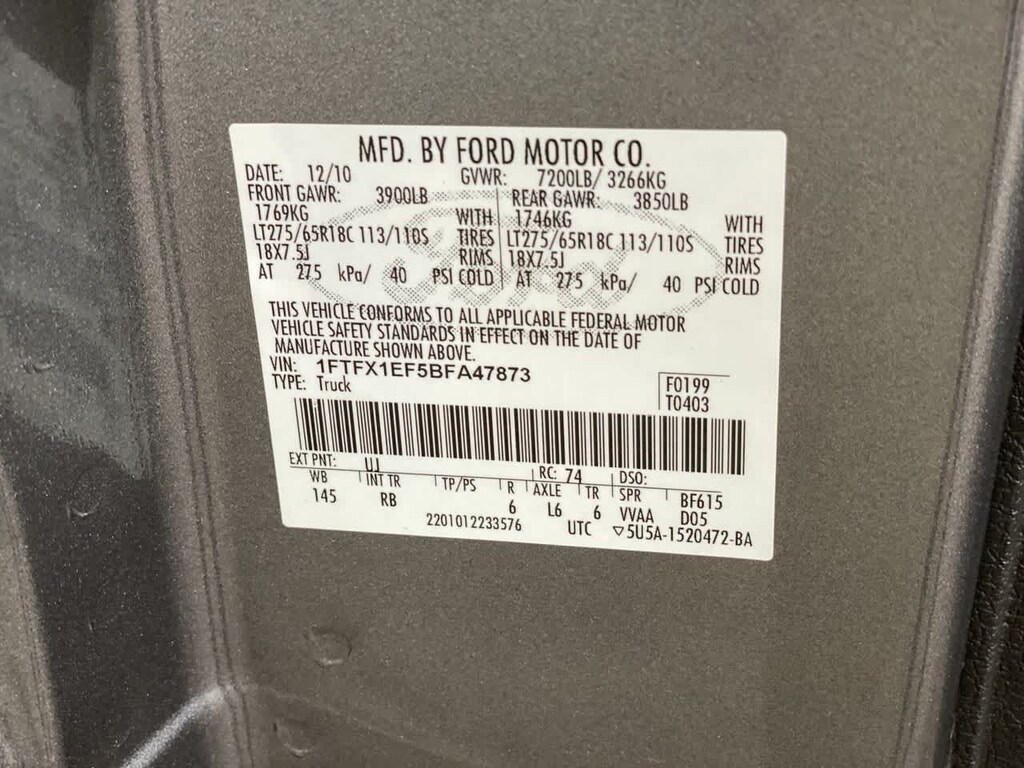 MFD. BY FORD MOTOR CO.
DATE: 12/10 GVWR: 7200LB/ 3266KG
FRONT GAWR: 3900LB REAR GAWR: 3850LB
1769KG WITH 1746KG WITH
LT275/65R18C 113/110S TIRES LT275/65R18C 113/110S TIRES
18X7.5J RIMS 18X7.5J RIMS
AT 275 kPa/ 40 PSI COLD AT 275 kPa/ 40 PSI COLD
Ford
THIS VEHICLE CONFORMS TO ALL APPLICABLE FEDERAL MOTOR
VEHICLE SAFETY STANDARDS IN EFFECT ON THE DATE OF
MANUFACTURE SHOWN ABOVE.
VIN: 1FTFX1EF5BFA47873
TYPE: Truck
F0199
T0403
EXT PNT: UJ RC: 74 DSO:
WB INT TR TP/PS R AXLE TR SPR BF615
145 RB 6 L6 6 VVAA D05
2201012233576 UTC ▽5U5A-1520472-BA